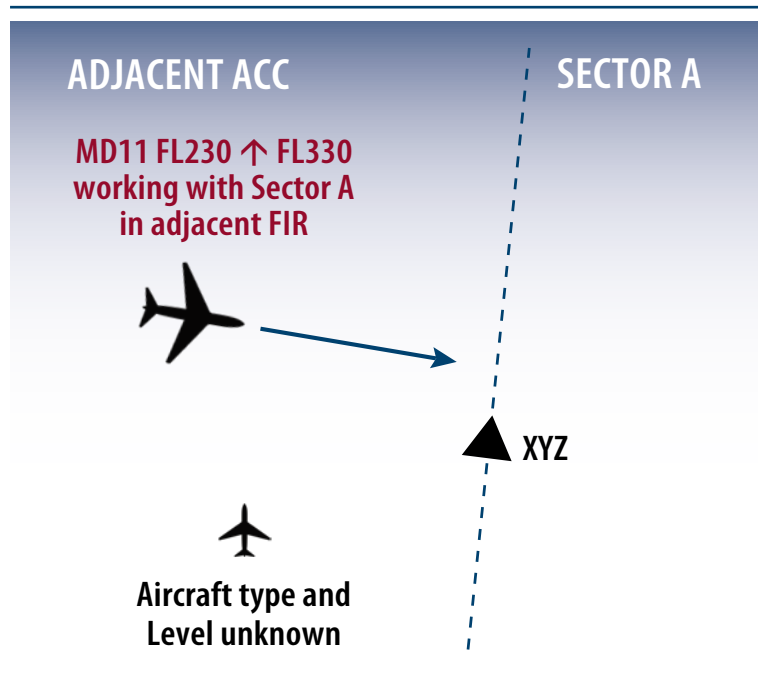 ADJACENT ACC
SECTOR A
MD11 FL230 ↑ FL330
working with Sector A
in adjacent FIR
XYZ
Aircraft type and
Level unknown